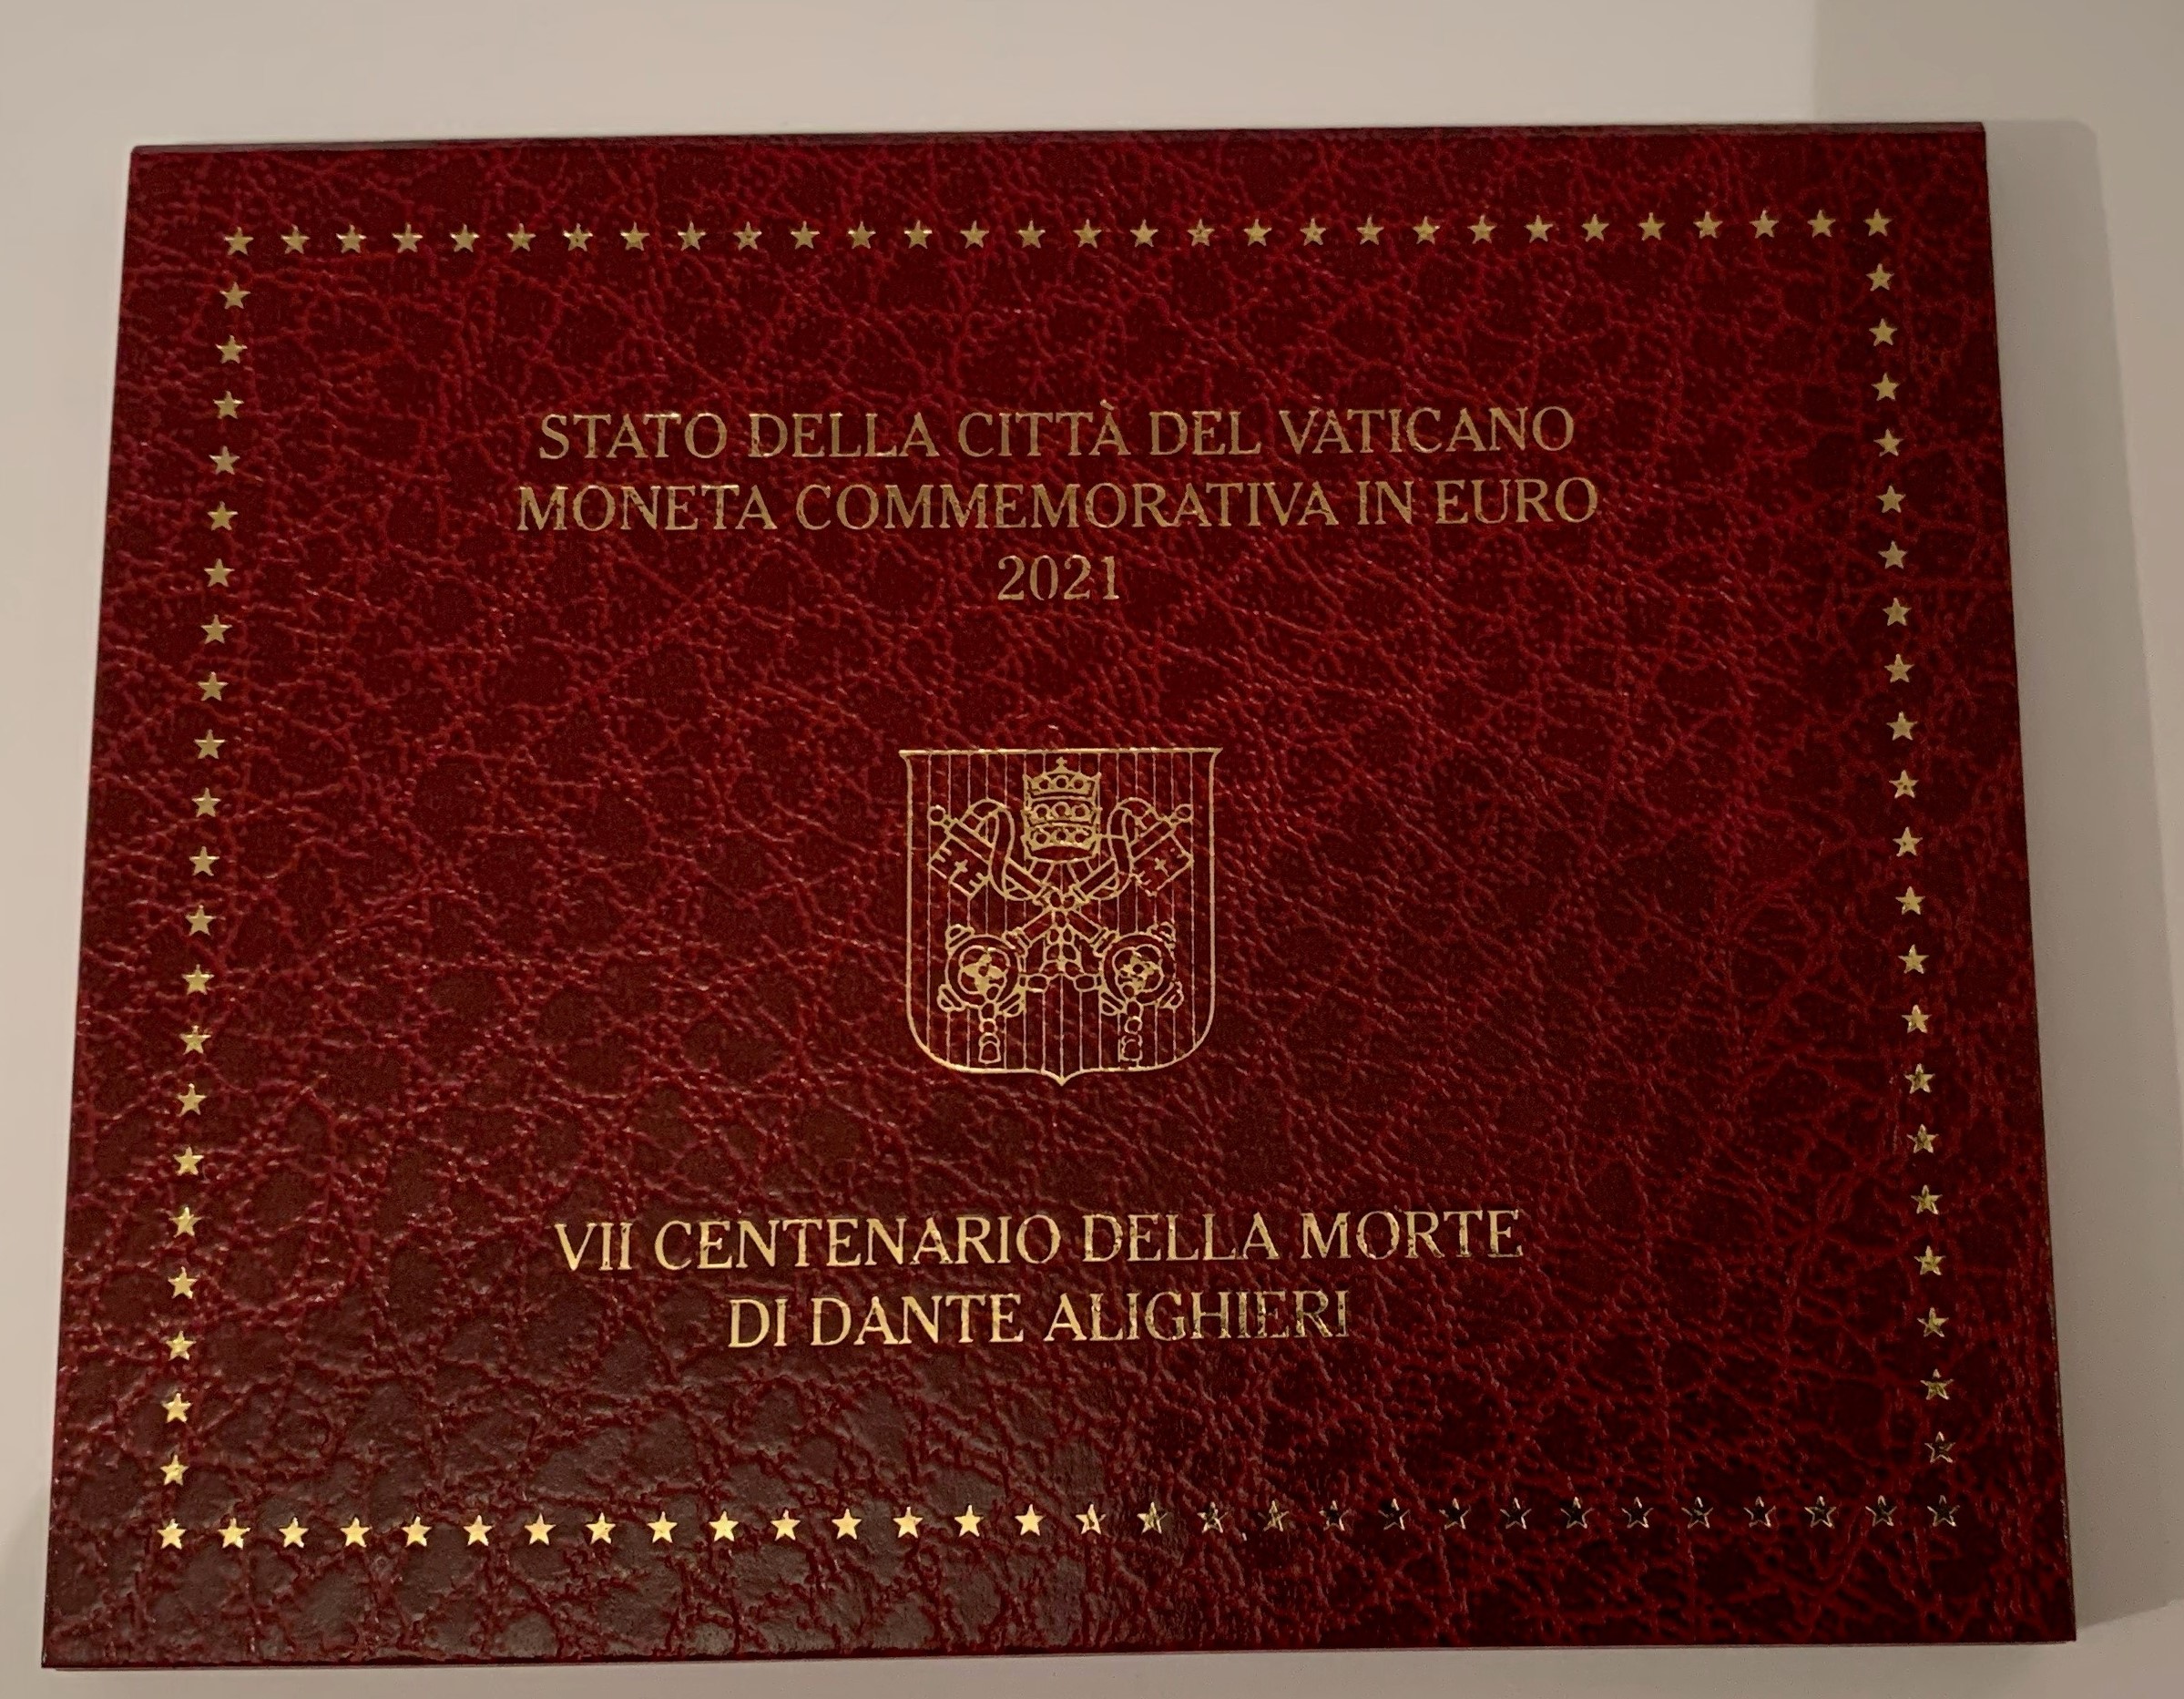 STATO DELLA CITTÀ DEL VATICANO
MONETA COMMEMORATIVA IN EURO
2021
VII CENTENARIO DELLA MORTE
DI DANTE ALIGHIERI